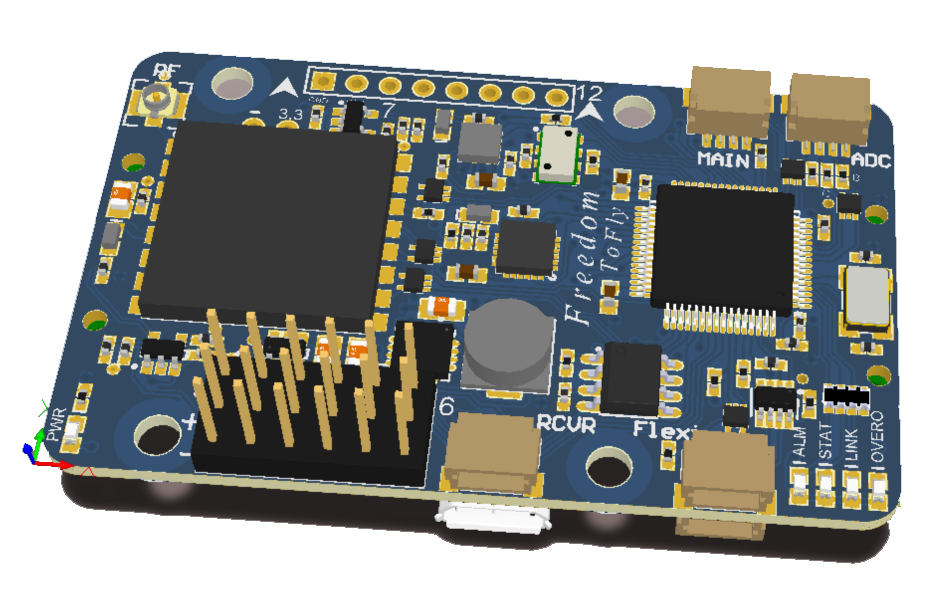 RF
12
3.3
7
MAIN
ADC
Freedom
ToFly
6
RCVR
Flexi
PWR
+
-
ALM
STAT
LINK
OVERO